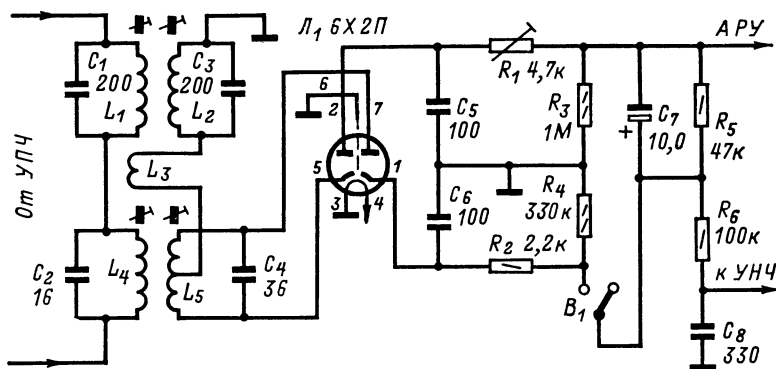 Л₁ 6Х2П
АРУ
C₁
200
C₃
200
L₁
L₂
6
2
7
R₁ 4,7к
C₅
100
R₃
1М
C₇
10,0
+
R₅
47к
L₃
5
1
3
4
От УПЧ
C₆
100
R₄
330к
R₆
100к
C₂
16
L₄
L₅
C₄
36
R₂ 2,2к
В₁
к УНЧ
C₈
330